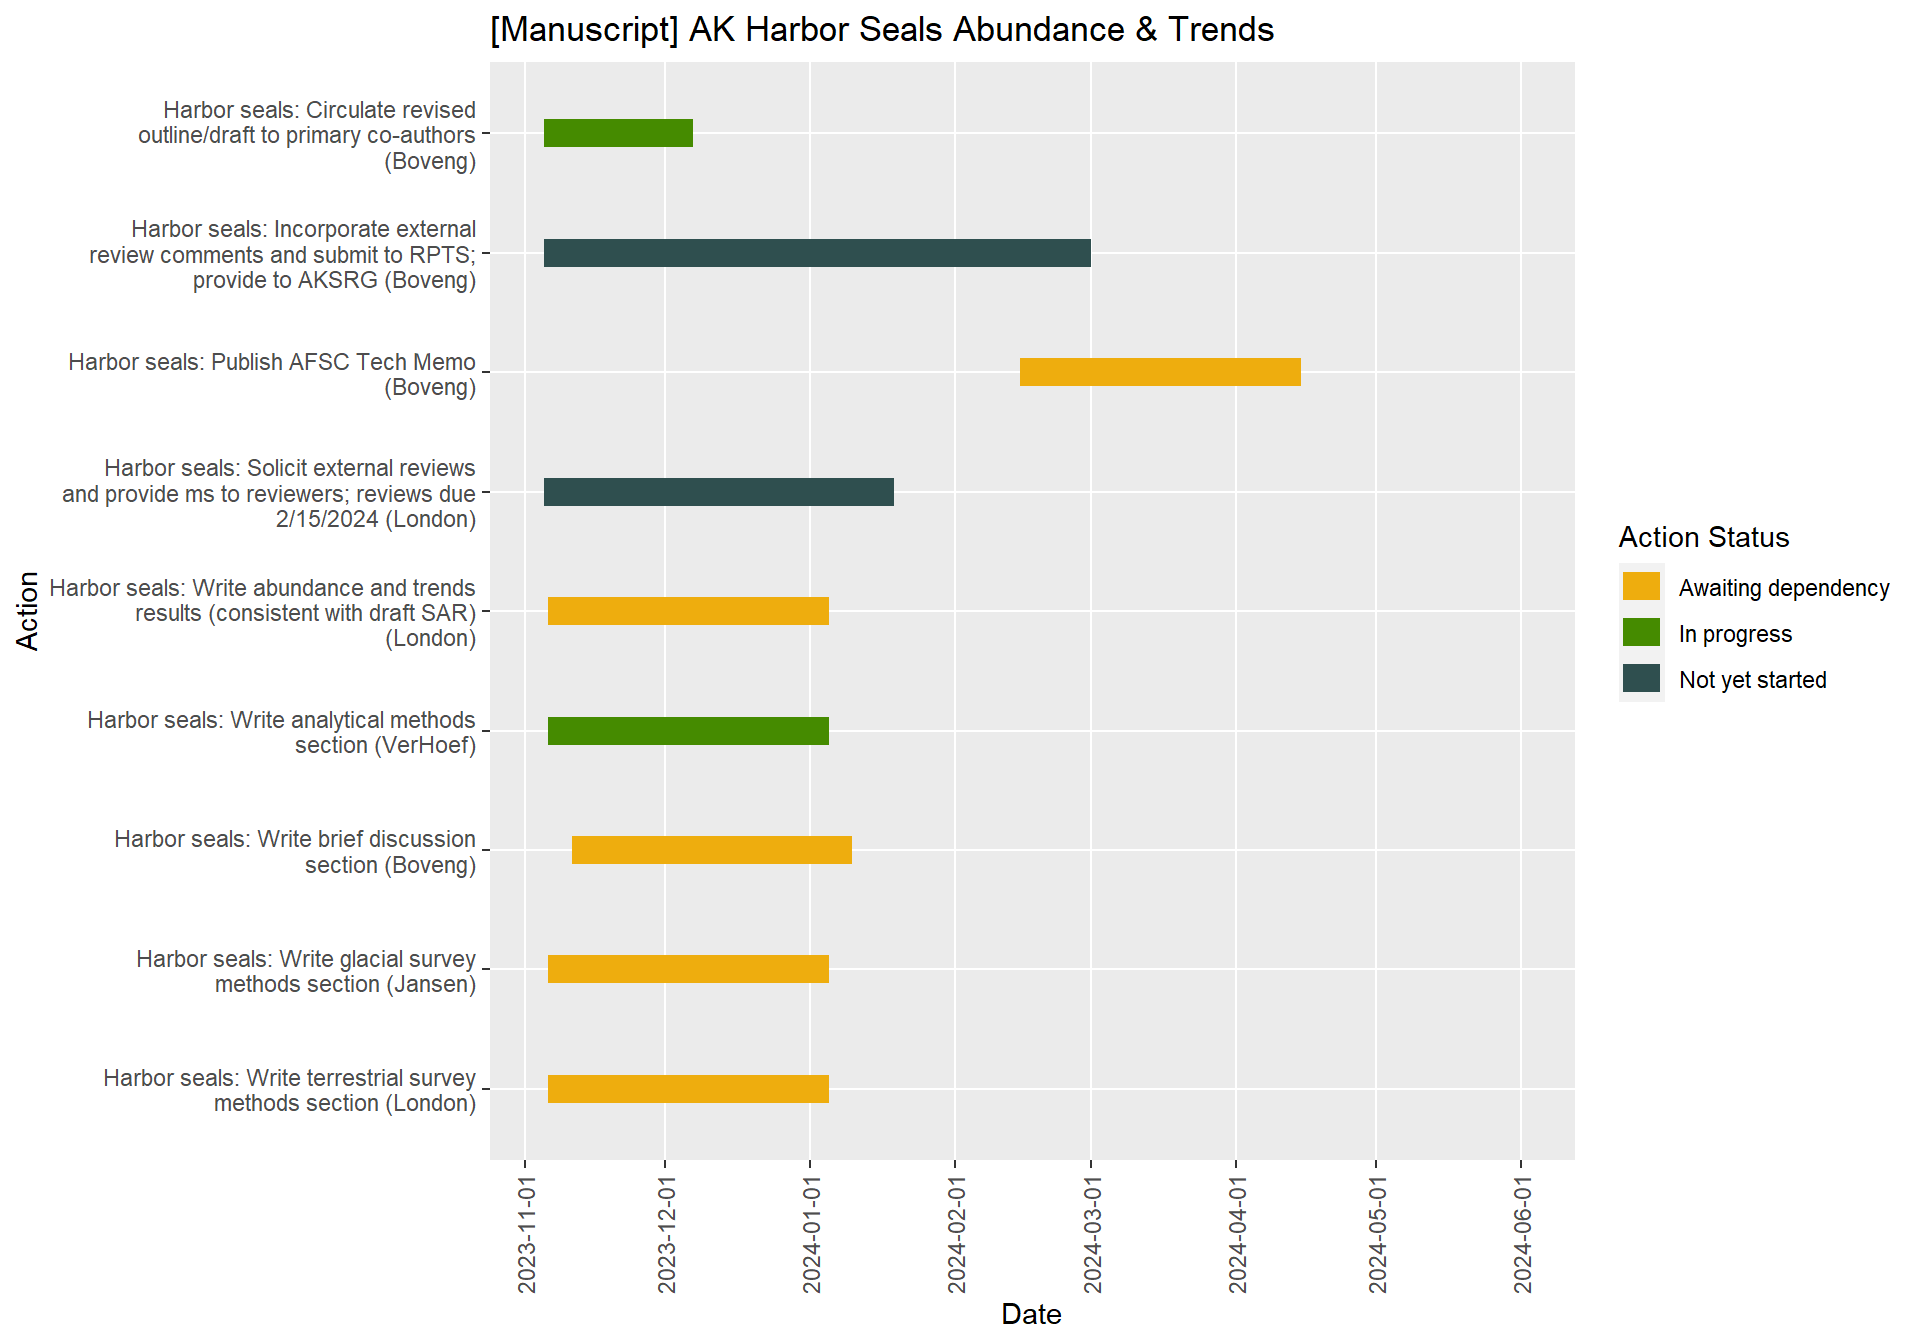 [Manuscript] AK Harbor Seals Abundance & Trends
Harbor seals: Circulate revised
outline/draft to primary co-authors
(Boveng)
Harbor seals: Incorporate external
review comments and submit to RPTS;
provide to AKSRG (Boveng)
Harbor seals: Publish AFSC Tech Memo
(Boveng)
Harbor seals: Solicit external reviews
and provide ms to reviewers; reviews due
2/15/2024 (London)
Harbor seals: Write abundance and trends
results (consistent with draft SAR)
(London)
Harbor seals: Write analytical methods
section (VerHoef)
Harbor seals: Write brief discussion
section (Boveng)
Harbor seals: Write glacial survey
methods section (Jansen)
Harbor seals: Write terrestrial survey
methods section (London)
Action
2023-11-01
2023-12-01
2024-01-01
2024-02-01
2024-03-01
2024-04-01
2024-05-01
2024-06-01
Date
Action Status
Awaiting dependency
In progress
Not yet started